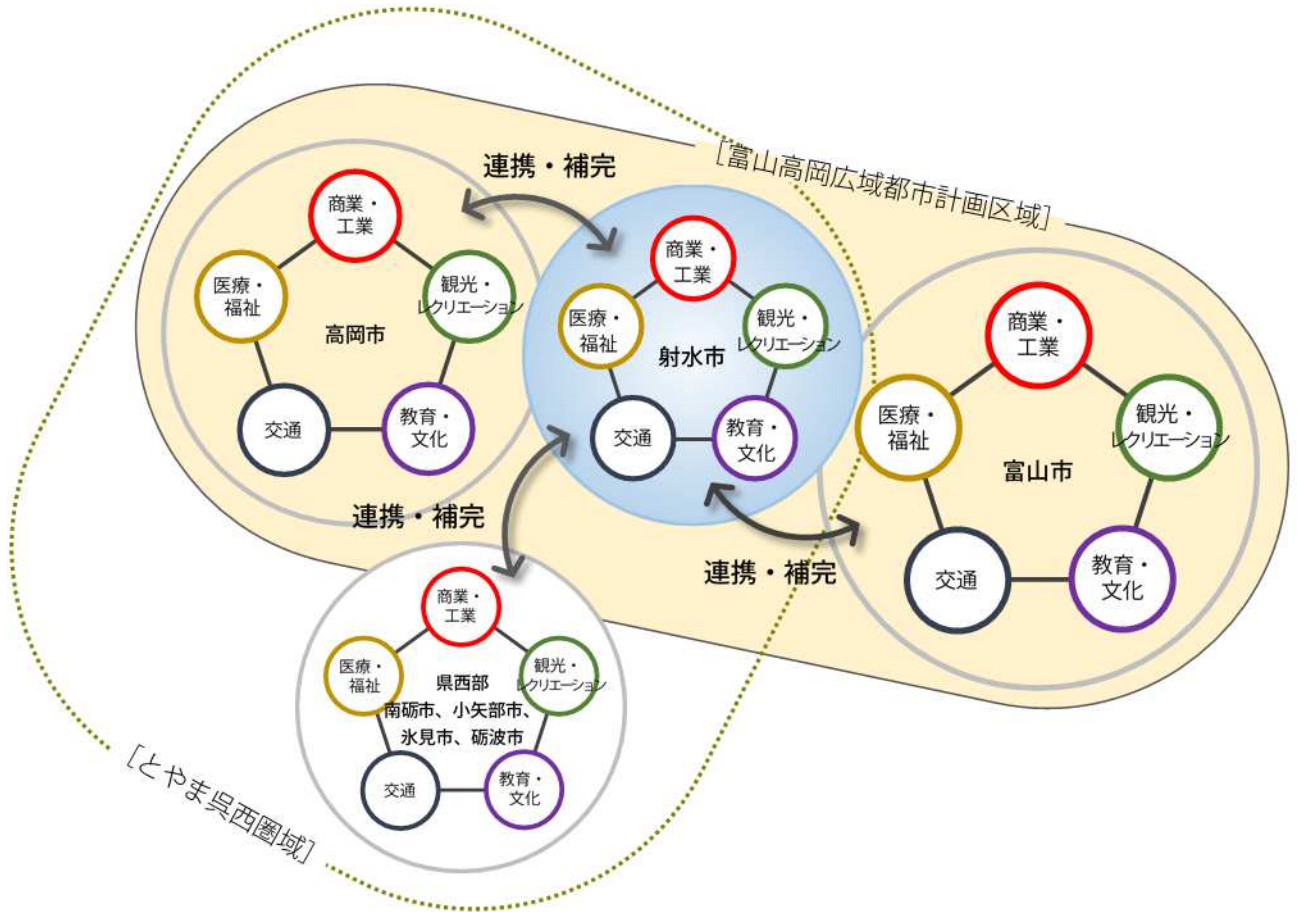 [富山高岡広域都市計画区域]
連携・補完
商業・
工業
医療・
福祉
観光・
レクリエーション
高岡市
交通
教育・
文化
商業・
工業
医療・
福祉
観光・
レクリエーション
射水市
交通
教育・
文化
商業・
工業
医療・
福祉
観光・
レクリエーション
富山市
交通
教育・
文化
連携・補完
連携・補完
商業・
工業
医療・
福祉
観光・
レクリエーション
県西部
南砺市、小矢部市、
氷見市、砺波市
交通
教育・
文化
[とやま呉西圏域]